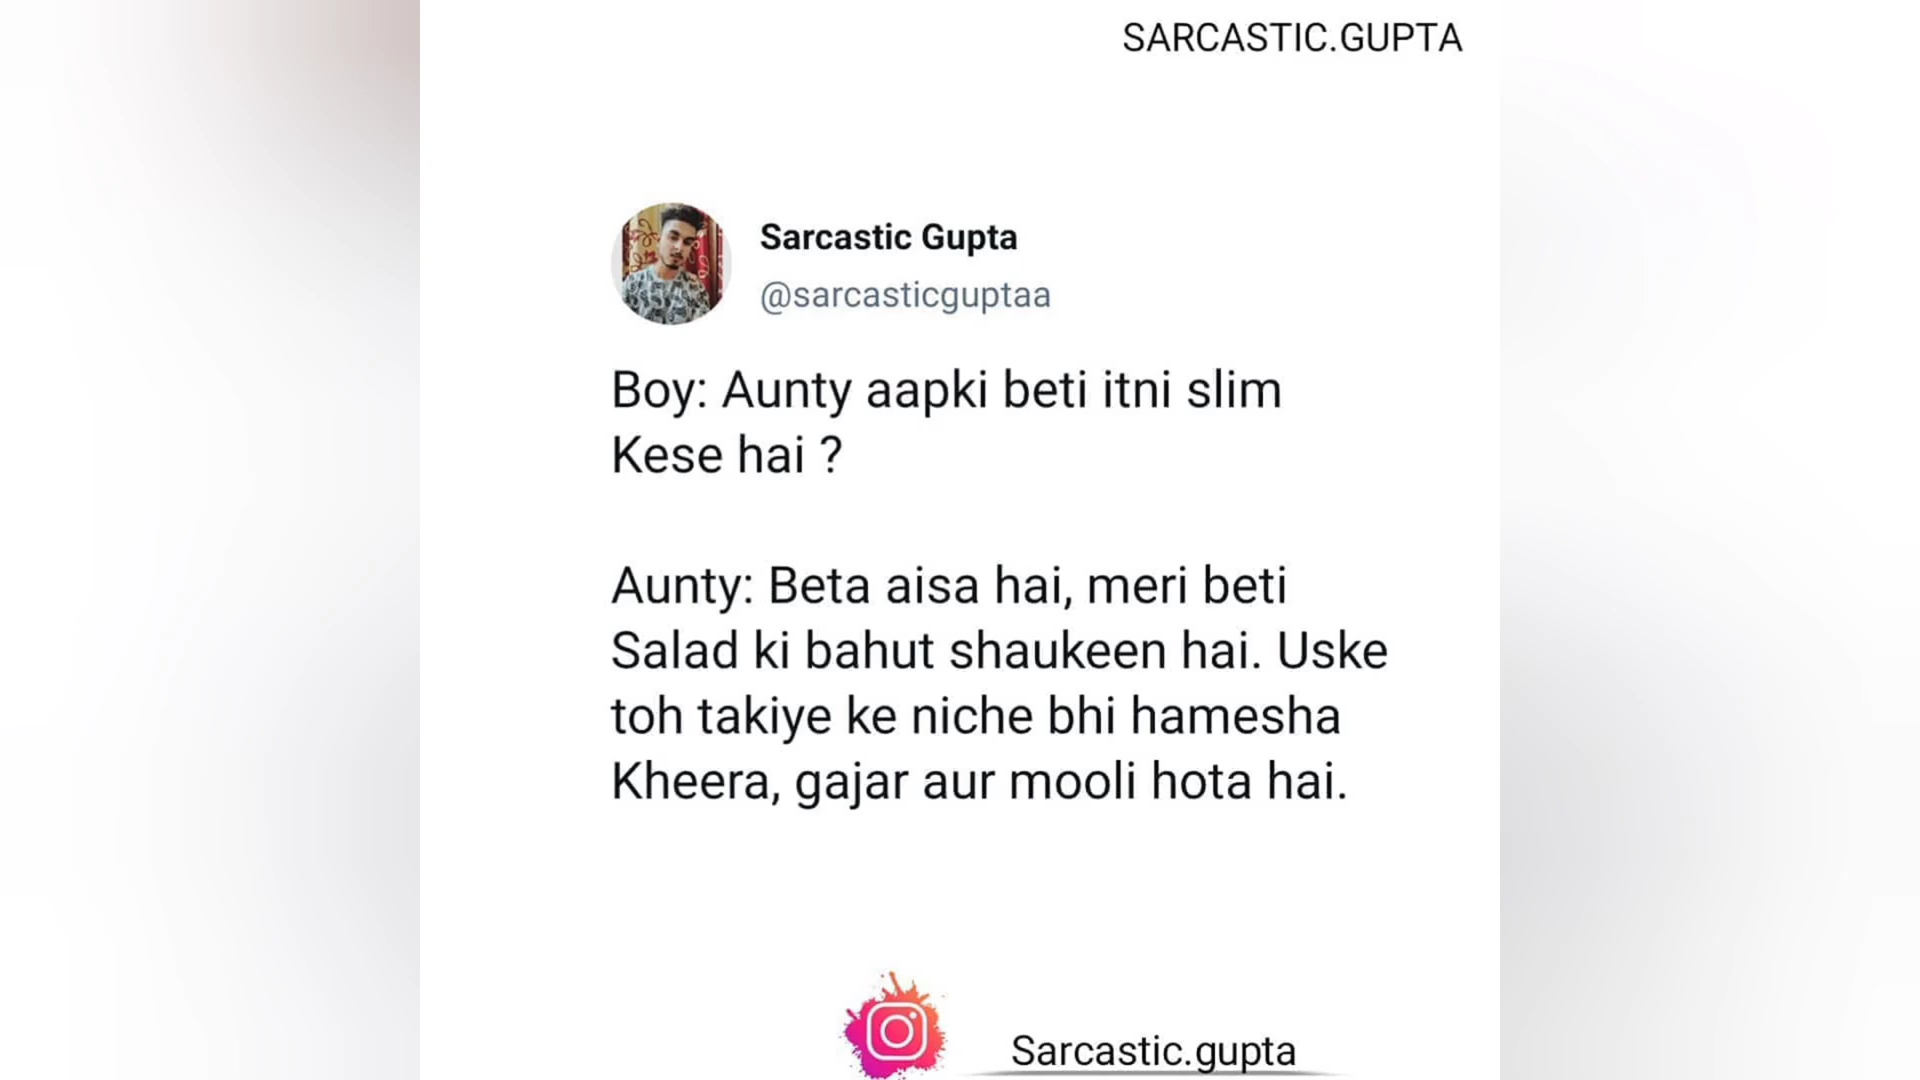 SARCASTIC.GUPTA
Sarcastic Gupta
@sarcasticguptaa
Boy: Aunty aapki beti itni slim
Kese hai ?
Aunty: Beta aisa hai, meri beti
Salad ki bahut shaukeen hai. Uske
toh takiye ke niche bhi hamesha
Kheera, gajar aur mooli hota hai.
Sarcastic.gupta